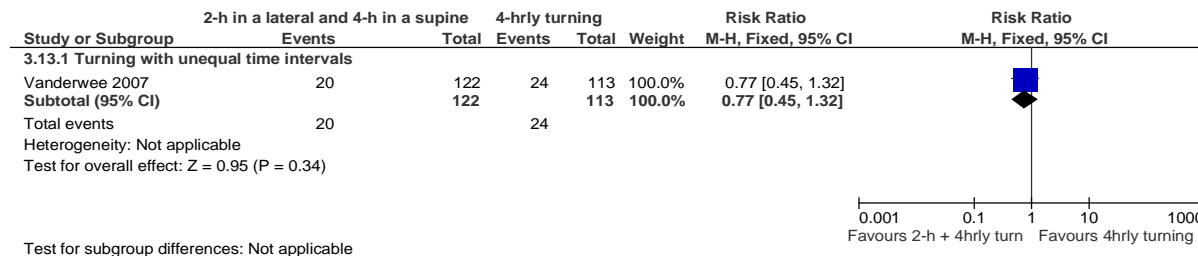 2-h in a lateral and 4-h in a supine 4-hrly turning Risk Ratio Risk Ratio
Study or Subgroup Events Total Events Total Weight M-H, Fixed, 95% CI M-H, Fixed, 95% CI
3.13.1 Turning with unequal time intervals
Vanderwee 2007 20 122 24 113 100.0% 0.77 [0.45, 1.32]
Subtotal (95% CI) 122 113 100.0% 0.77 [0.45, 1.32]
Total events 20 24
Heterogeneity: Not applicable
Test for overall effect: Z = 0.95 (P = 0.34)
0.001 0.1 1 10 1000
Favours 2-h + 4hrly turn Favours 4hrly turning
Test for subgroup differences: Not applicable